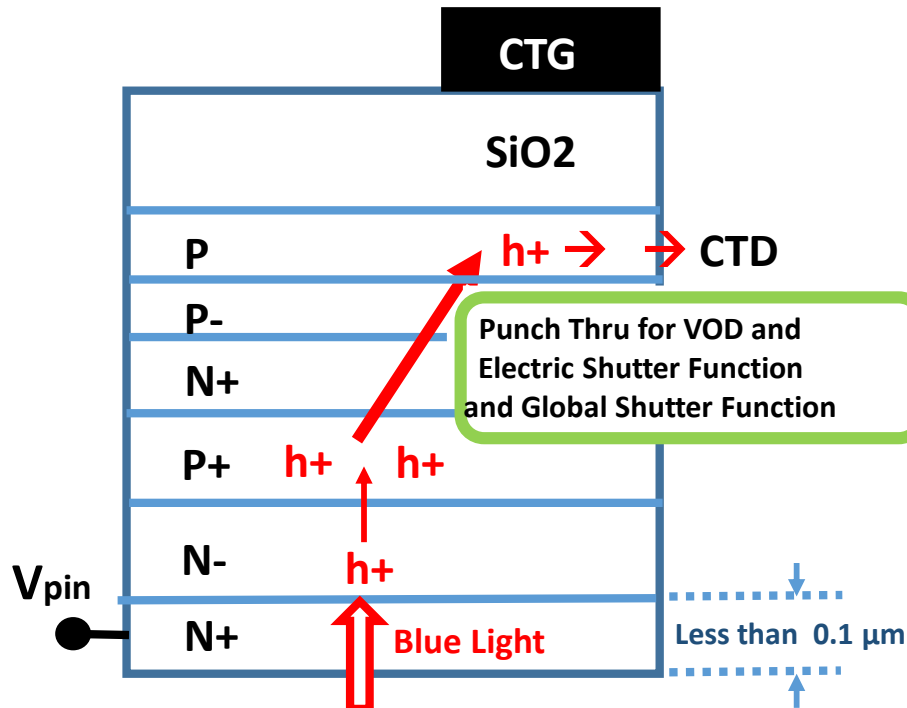 CTG
SiO2
P h+ CTD
P-
N+
Punch Thru for VOD and
Electric Shutter Function
and Global Shutter Function
P+ h+ h+
N- h+
Vpin
N+ Blue Light
Less than 0.1 μm